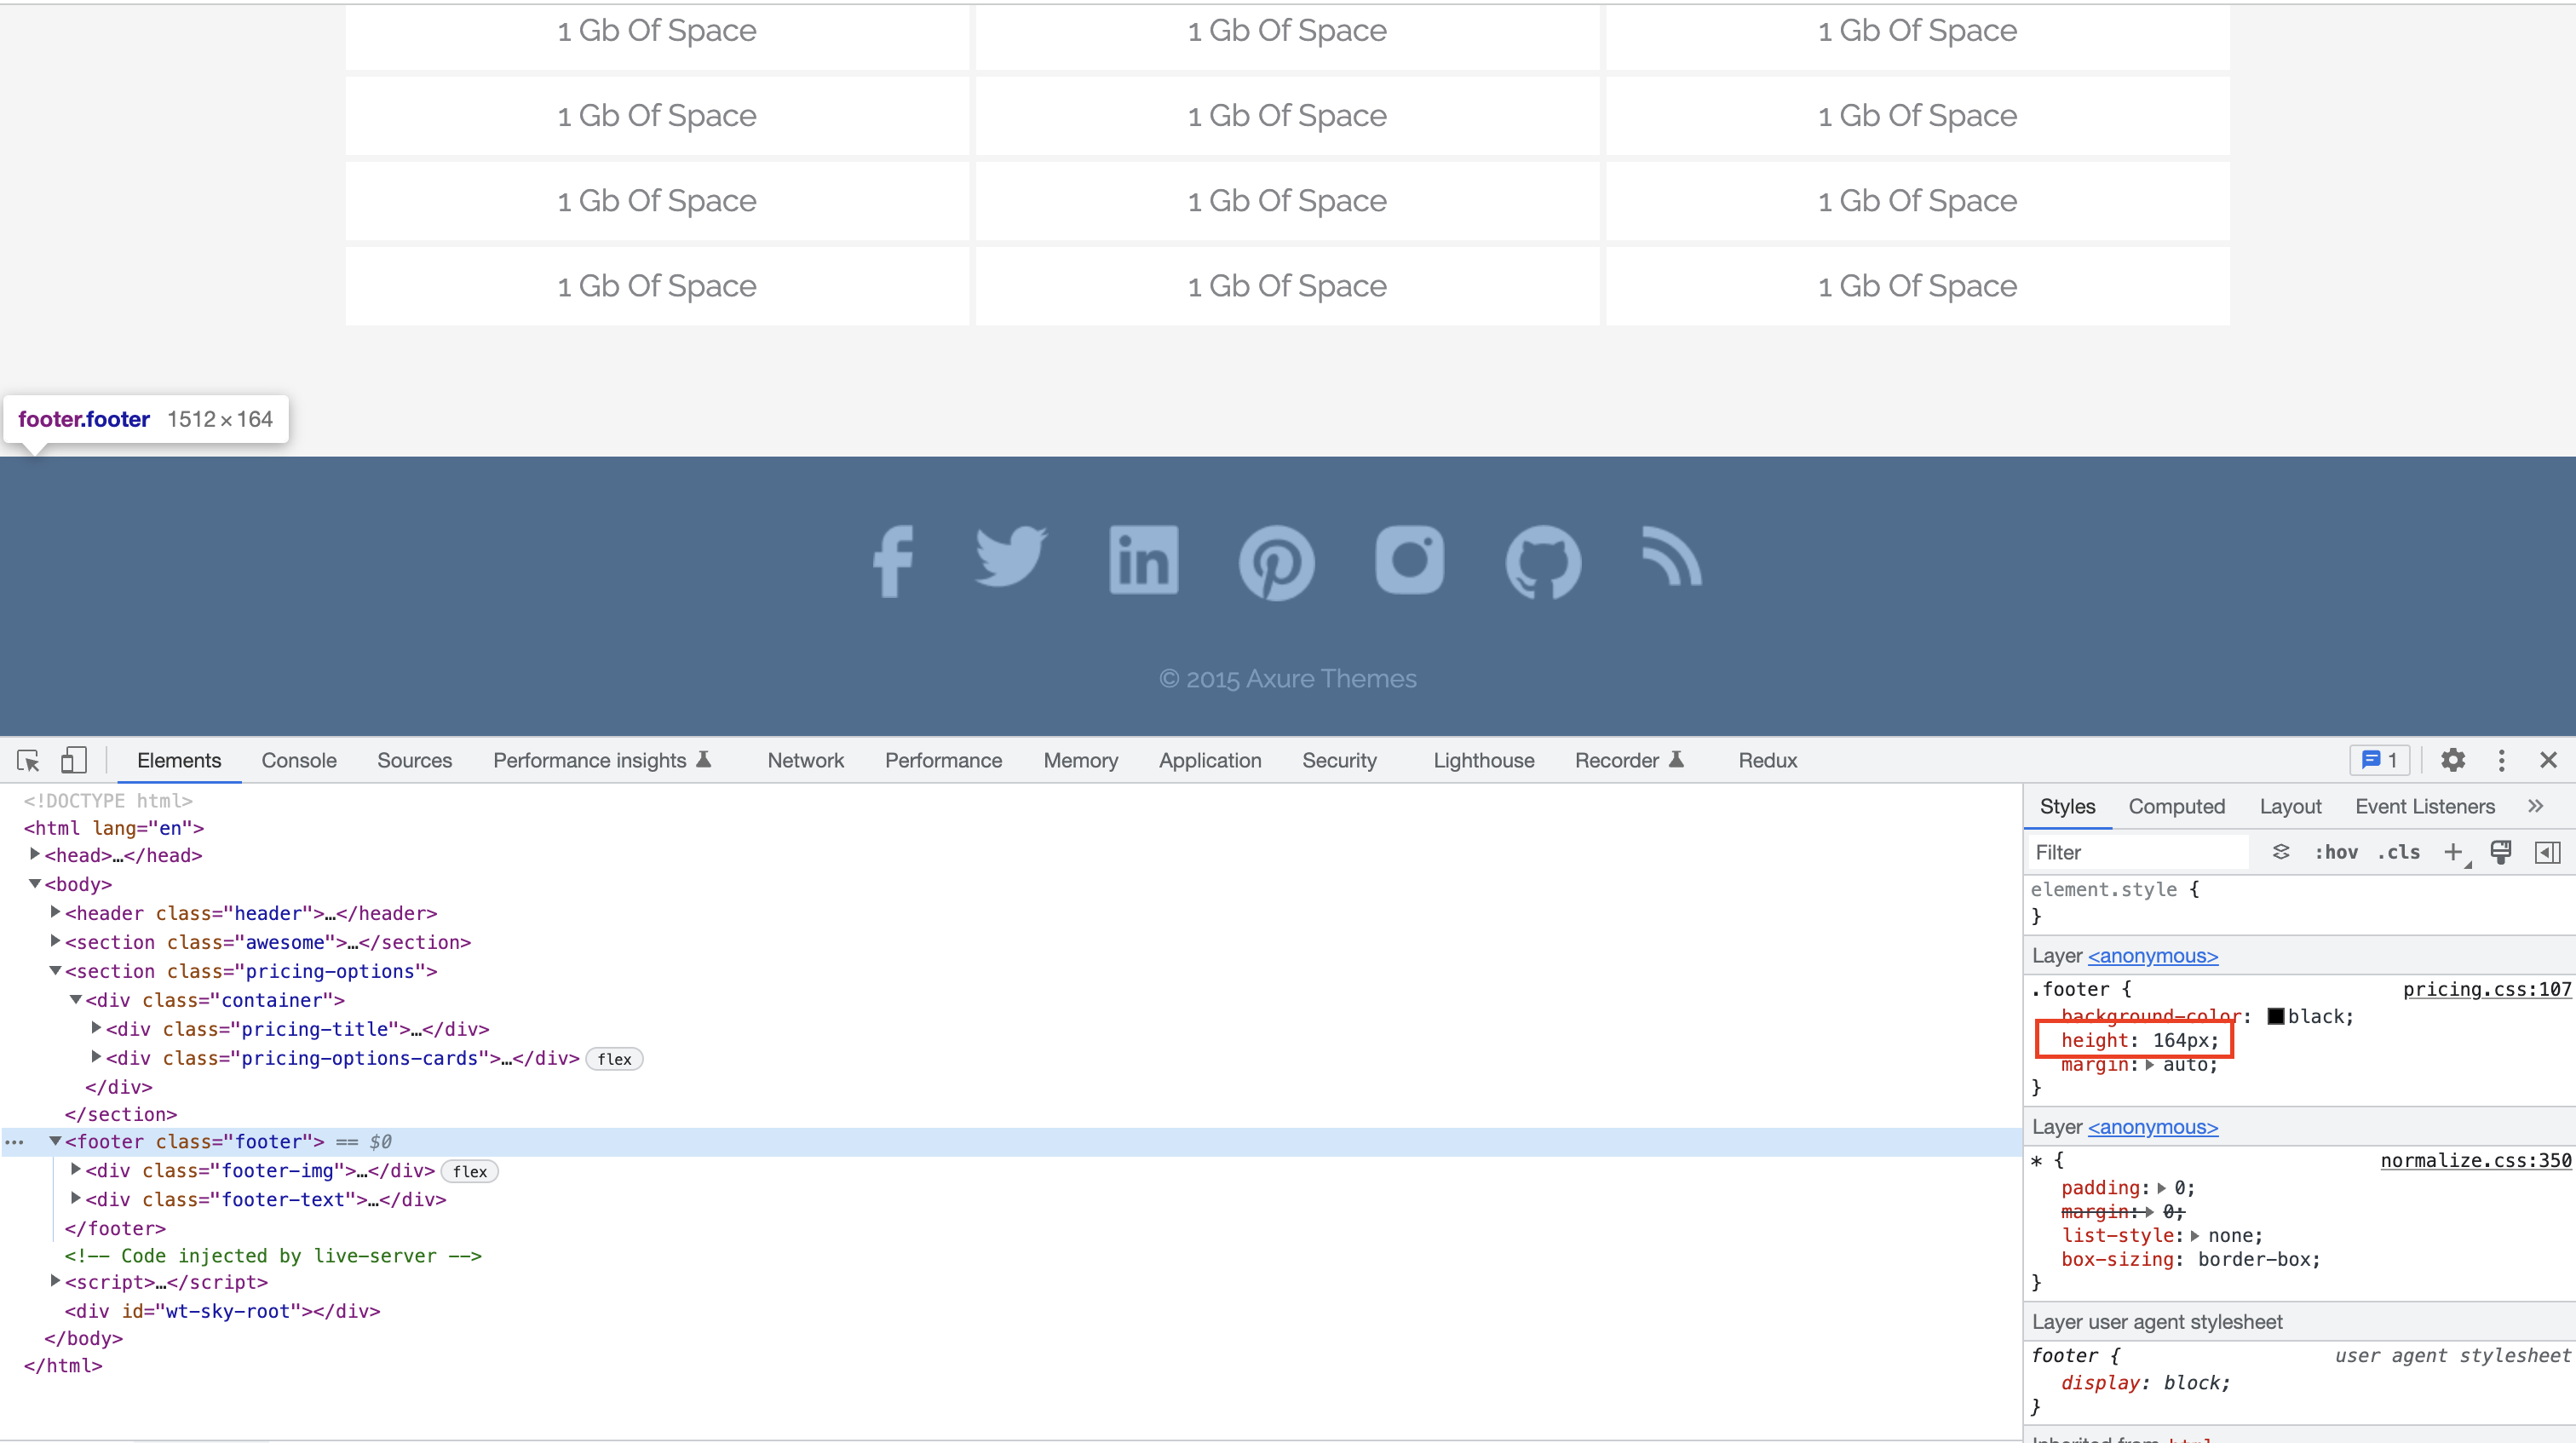 1 Gb Of Space 1 Gb Of Space 1 Gb Of Space
1 Gb Of Space 1 Gb Of Space 1 Gb Of Space
1 Gb Of Space 1 Gb Of Space 1 Gb Of Space
1 Gb Of Space 1 Gb Of Space 1 Gb Of Space
footer.footer 1512 × 164
in
© 2015 Axure Themes
Elements Console Sources Performance insights Network Performance Memory Application Security Lighthouse Recorder Redux 1
<!DOCTYPE html>
<html lang="en">
<head>…</head>
<body>
<header class="header">…</header>
<section class="awesome">…</section>
<section class="pricing-options">
<div class="container">
<div class="pricing-title">…</div>
<div class="pricing-options-cards">…</div> flex
</div>
</section>
… <footer class="footer"> == $0
<div class="footer-img">…</div> flex
<div class="footer-text">…</div>
</footer>
<!-- Code injected by live-server -->
<script>…</script>
<div id="wt-sky-root"></div>
</body>
</html>
Styles Computed Layout Event Listeners »
Filter :hov .cls +
element.style {
}
Layer <anonymous>
.footer { pricing.css:107
background-color: black;
height: 164px;
margin: auto;
}
Layer <anonymous>
* { normalize.css:350
padding: 0;
margin: 0;
list-style: none;
box-sizing: border-box;
}
Layer user agent stylesheet
footer { user agent stylesheet
display: block;
}
Inherited from html